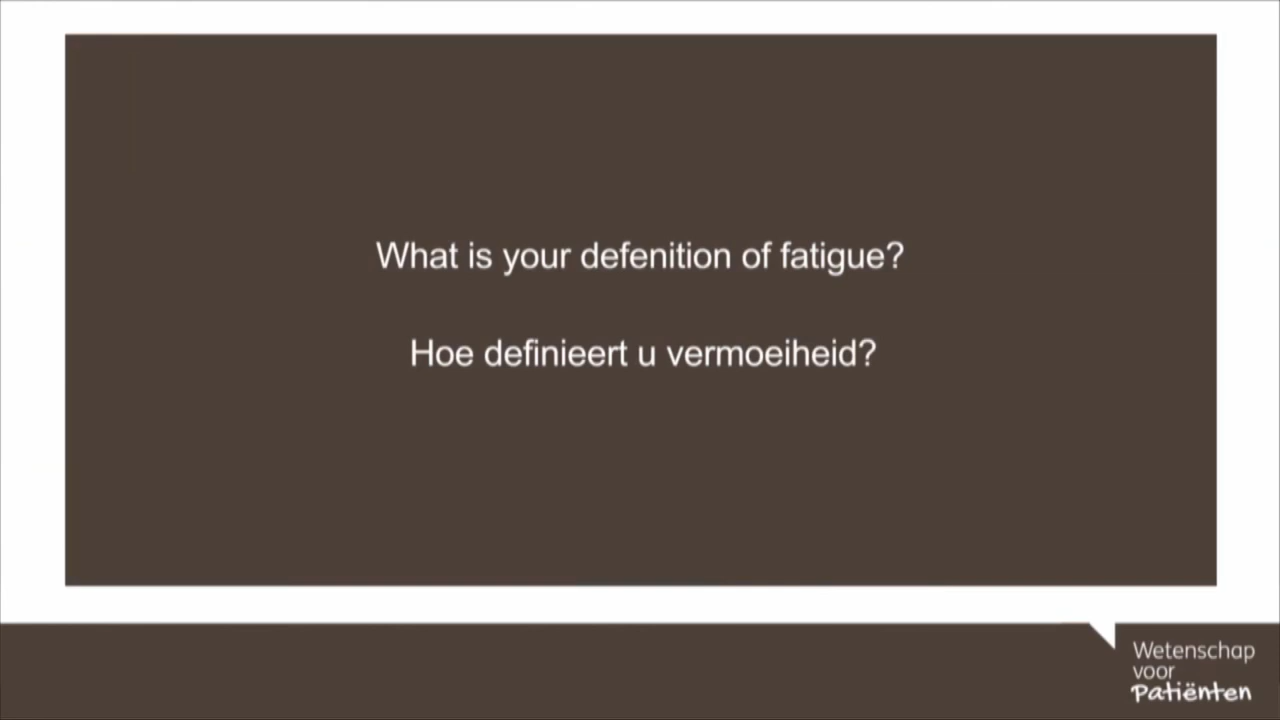 What is your defenition of fatigue?
Hoe definieert u vermoeiheid?
Wetenschap
voor
Patiënten